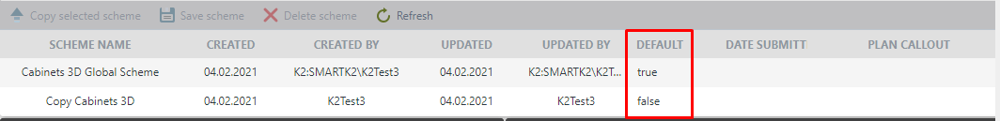 Copy selected scheme Save scheme Delete scheme Refresh
SCHEME NAME CREATED CREATED BY UPDATED UPDATED BY DEFAULT DATE SUBMITTI PLAN CALLOUT
Cabinets 3D Global Scheme 04.02.2021 K2:SMARTK2\K2Test3 04.02.2021 K2:SMARTK2\K2T... true
Copy Cabinets 3D 04.02.2021 K2Test3 04.02.2021 K2Test3 false